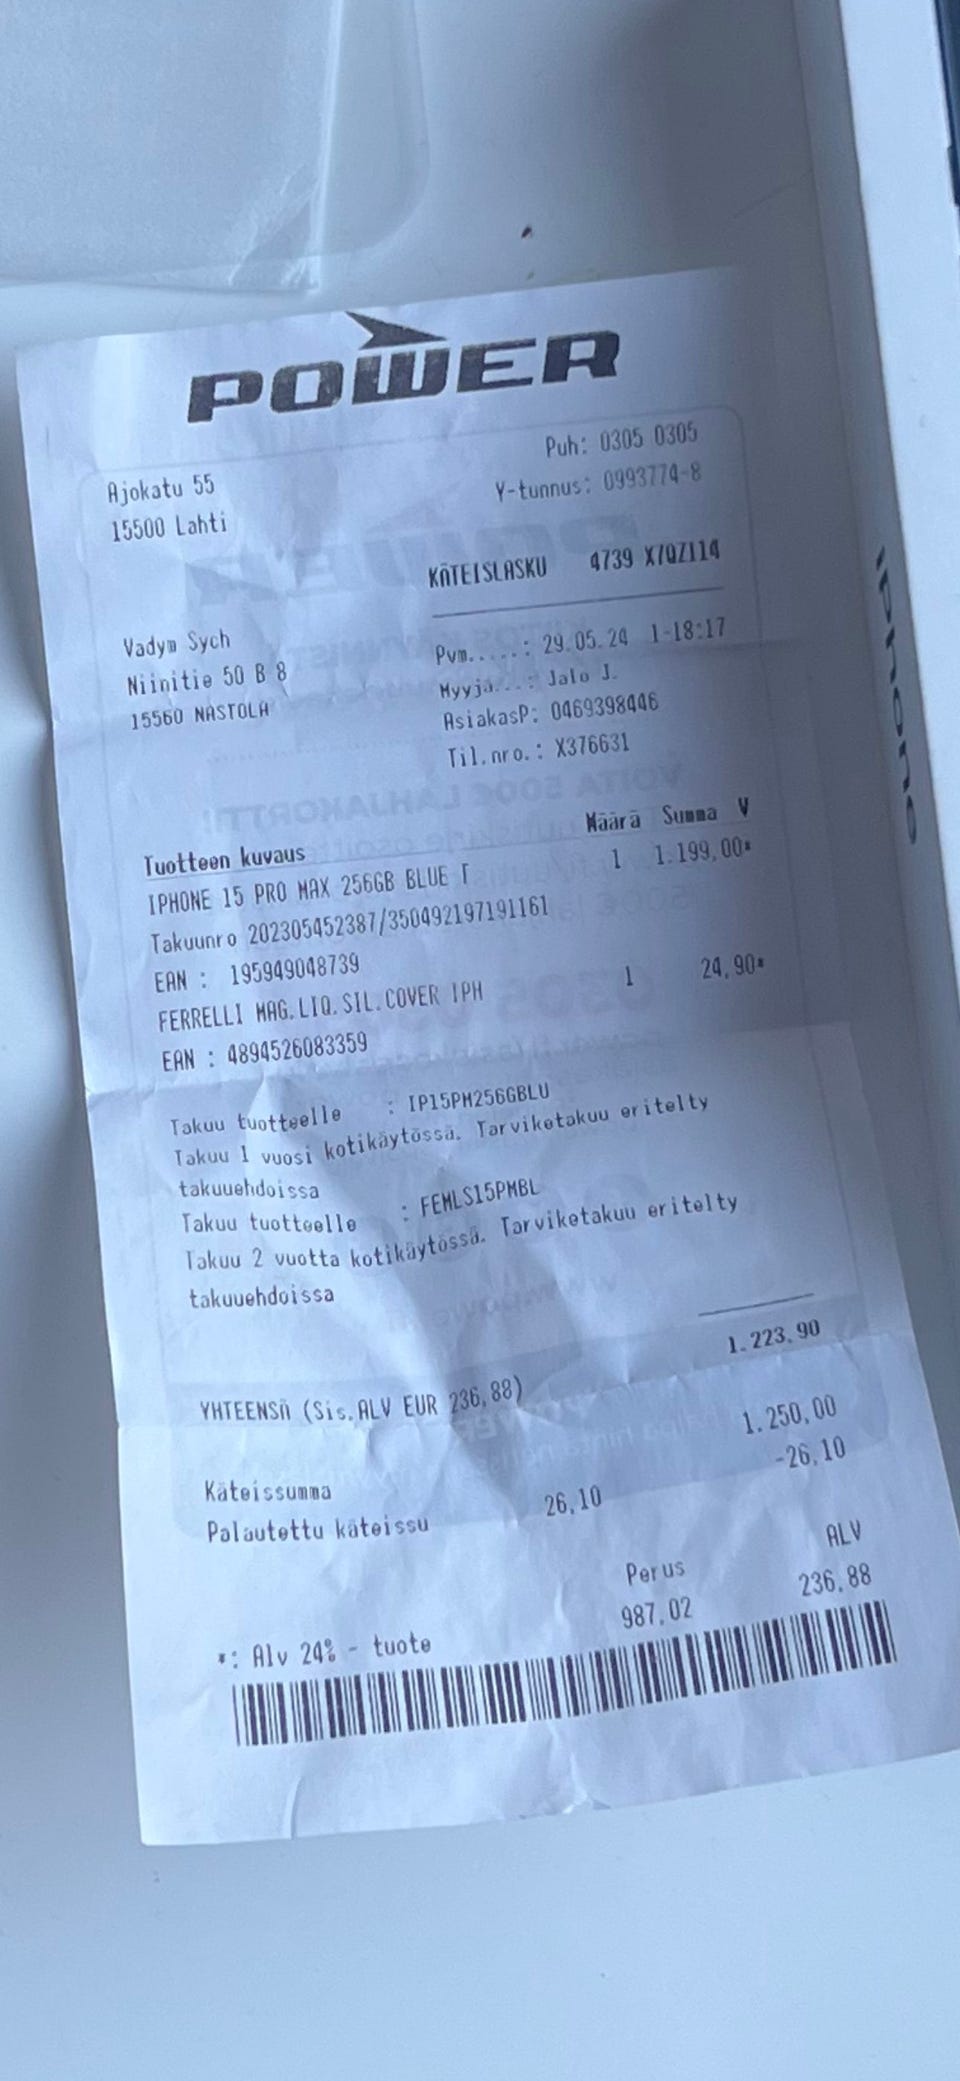 POWER
Ajokatu 55 Puh: 0305 0305
15500 Lahti Y-tunnus: 0993774-8
KÄTEISLASKU 4739 X7QZ114
Vadym Sych Pvm.....: 29.05.24 1-18:17
Niinitie 50 B 8 Myyjä...: Jalo J.
15560 NASTOLA AsiakasP: 0469398446
Til.nro.: X376631
Tuotteen kuvaus Määrä Summa V
IPHONE 15 PRO MAX 256GB BLUE T 1 1.199,00*
Takuunro 202305452387/350492197191161
EAN : 195949048739
FERRELLI MAG.LIQ.SIL.COVER IPH 1 24,90*
EAN : 4894526083359
Takuu tuotteelle : IP15PM256GBLU
Takuu 1 vuosi kotikäytössä. Tarviketakuu eritelty
takuuehdoissa
Takuu tuotteelle : FEMLS15PMBL
Takuu 2 vuotta kotikäytössä. Tarviketakuu eritelty
takuuehdoissa
YHTEENSÄ (Sis.ALV EUR 236,88) 1.223,90
Käteissumma 1.250,00
Palautettu käteissu 26,10 -26,10
Perus ALV
*: Alv 24% - tuote 987,02 236,88
iPhone